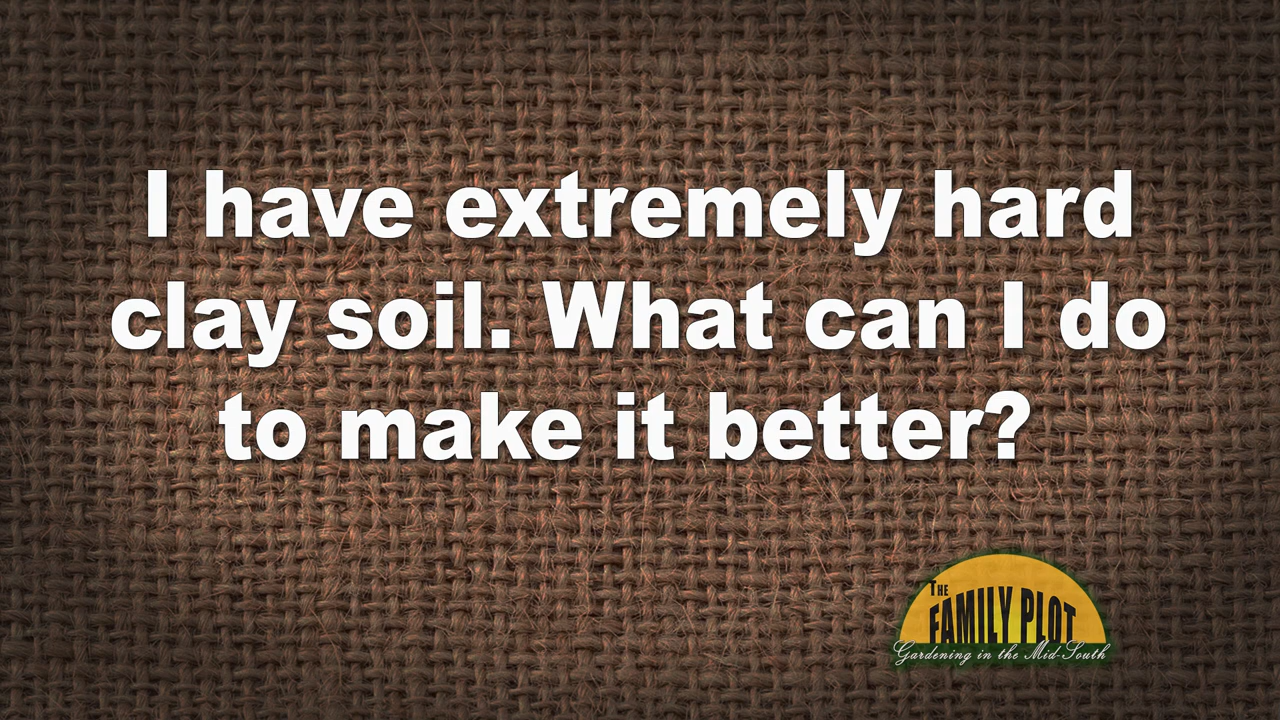 I have extremely hard
clay soil. What can I do
to make it better?
THE
FAMILY PLOT
Gardening in the Mid-South